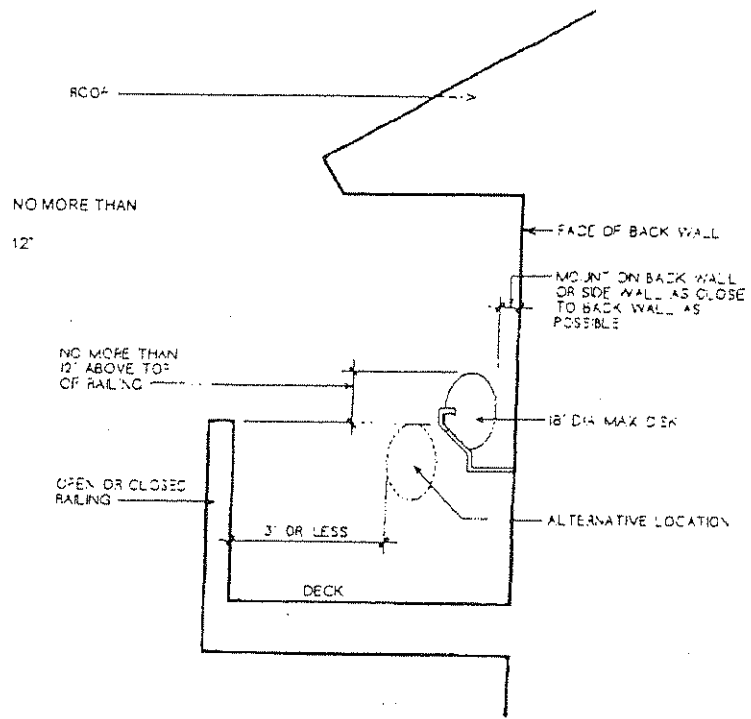 ROOF
NO MORE THAN
12"
FACE OF BACK WALL
MOUNT ON BACK WALL
OR SIDE WALL AS CLOSE
TO BACK WALL AS
POSSIBLE
NO MORE THAN
12" ABOVE TOP
OF RAILING
18" DIA MAX DISK
OPEN OR CLOSED
RAILING
3" OR LESS
ALTERNATIVE LOCATION
DECK